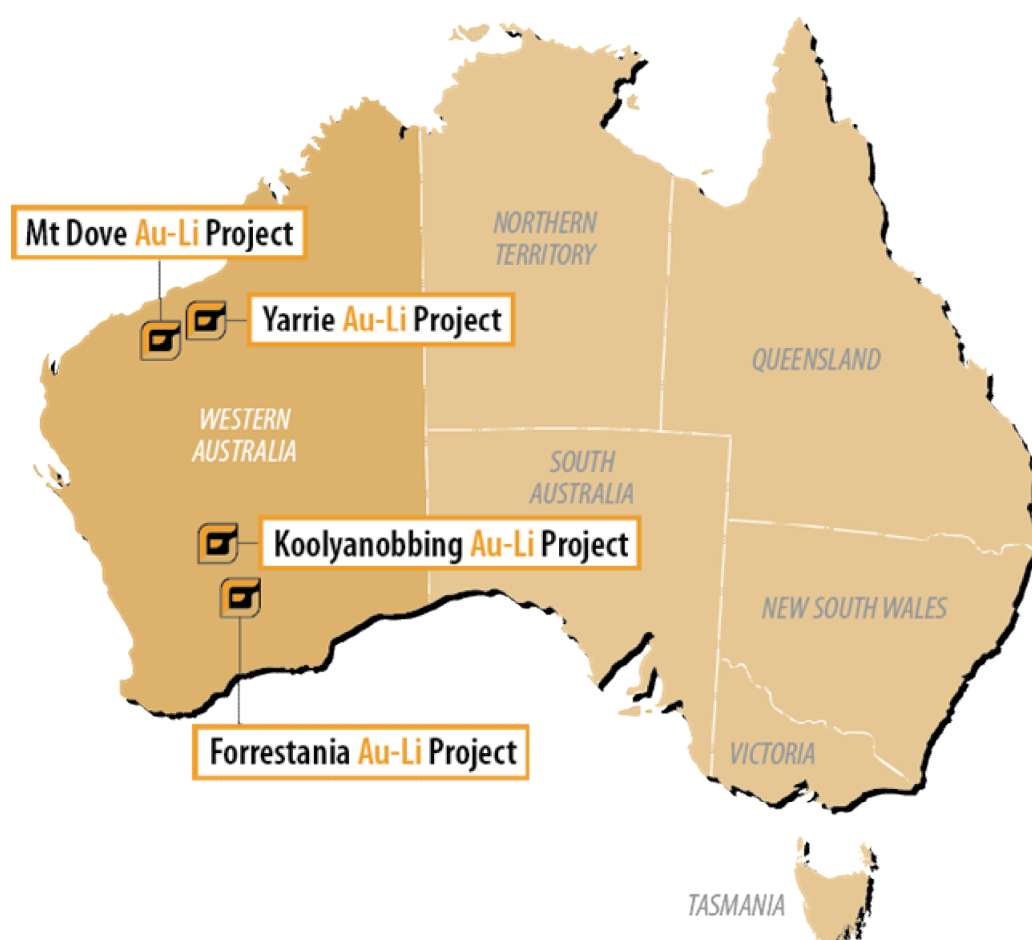 NORTHERN
TERRITORY
Mt Dove Au-Li Project
Yarrie Au-Li Project
QUEENSLAND
WESTERN
AUSTRALIA
SOUTH
AUSTRALIA
Koolyanobbing Au-Li Project
NEW SOUTH WALES
Forrestania Au-Li Project
VICTORIA
TASMANIA